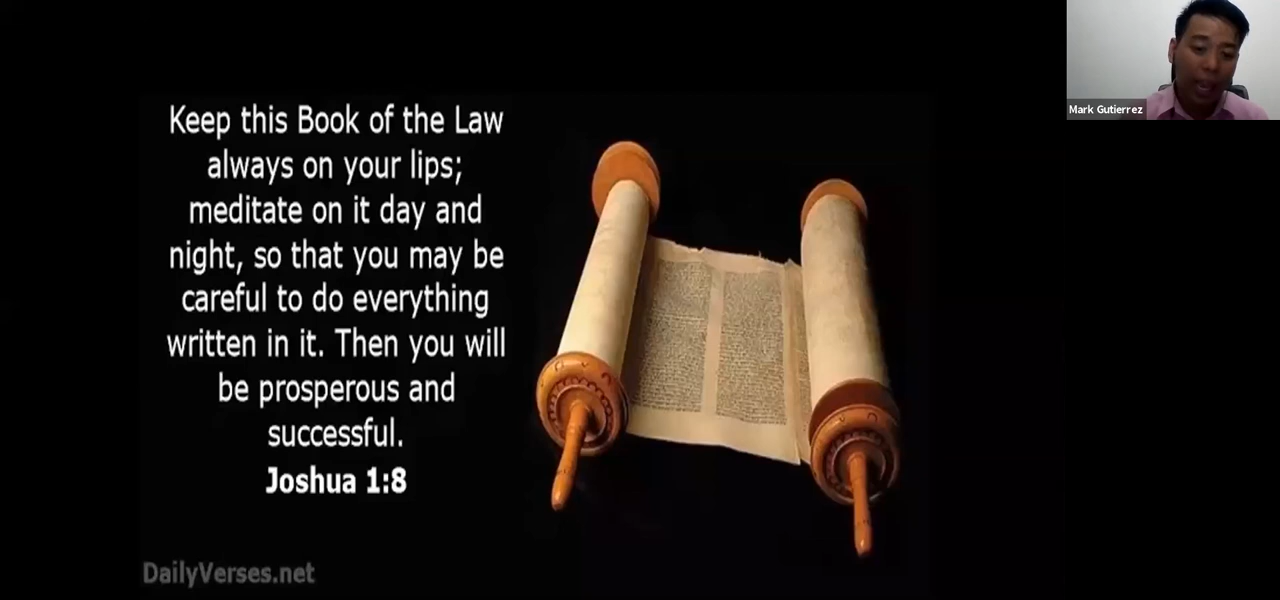 Keep this Book of the Law
always on your lips;
meditate on it day and
night, so that you may be
careful to do everything
written in it. Then you will
be prosperous and
successful.
Joshua 1:8
DailyVerses.net
Mark Gutierrez